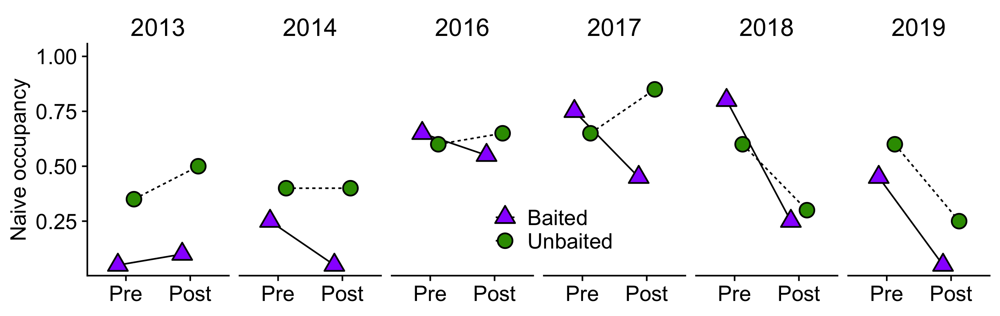 2013 2014 2016 2017 2018 2019
Naive occupancy
1.00
0.75
0.50
0.25
Baited
Unbaited
Pre Post Pre Post Pre Post Pre Post Pre Post Pre Post